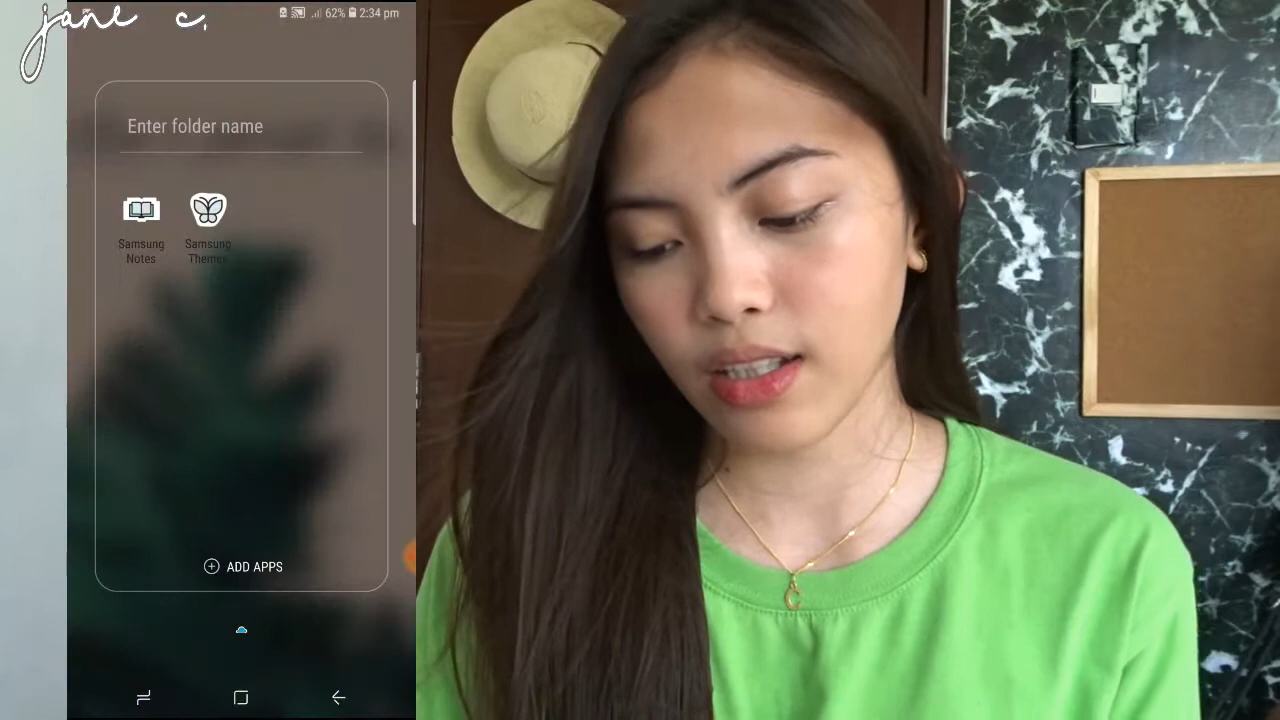 jane c.
62% 2:34 pm
Enter folder name
Samsung Notes
Samsung Themes
ADD APPS
C